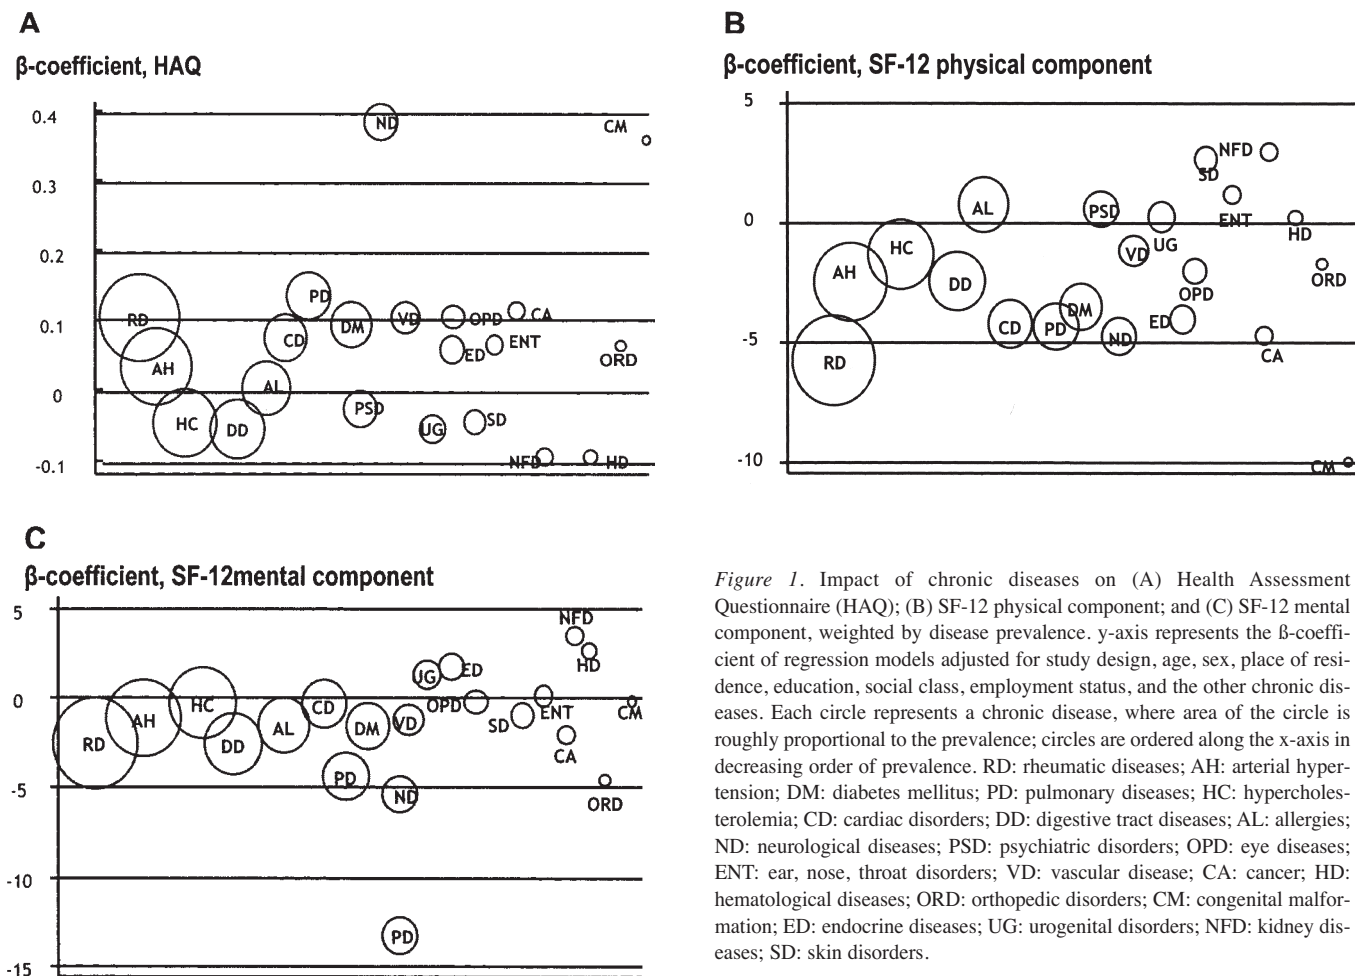 A
β-coefficient, HAQ
0.4
0.3
0.2
0.1
0
-0.1
ND
CM
RD
AH
HC
DD
AL
CD
PD
DM
PSD
VD
UG
OPD
ED
SD
ENT
CA
NFD
HD
ORD
B
β-coefficient, SF-12 physical component
5
0
-5
-10
RD
AH
HC
DD
AL
CD
PD
DM
PSD
ND
VD
UG
ED
OPD
SD
NFD
ENT
CA
HD
ORD
CM
C
β-coefficient, SF-12mental component
5
0
-5
-10
-15
RD
AH
HC
DD
AL
CD
PD
DM
VD
ND
PD
UG
ED
OPD
SD
ENT
CA
NFD
HD
ORD
CM
Figure 1. Impact of chronic diseases on (A) Health Assessment
Questionnaire (HAQ); (B) SF-12 physical component; and (C) SF-12 mental
component, weighted by disease prevalence. y-axis represents the ß-coeffi-
cient of regression models adjusted for study design, age, sex, place of resi-
dence, education, social class, employment status, and the other chronic dis-
eases. Each circle represents a chronic disease, where area of the circle is
roughly proportional to the prevalence; circles are ordered along the x-axis in
decreasing order of prevalence. RD: rheumatic diseases; AH: arterial hyper-
tension; DM: diabetes mellitus; PD: pulmonary diseases; HC: hypercholes-
terolemia; CD: cardiac disorders; DD: digestive tract diseases; AL: allergies;
ND: neurological diseases; PSD: psychiatric disorders; OPD: eye diseases;
ENT: ear, nose, throat disorders; VD: vascular disease; CA: cancer; HD:
hematological diseases; ORD: orthopedic disorders; CM: congenital malfor-
mation; ED: endocrine diseases; UG: urogenital disorders; NFD: kidney dis-
eases; SD: skin disorders.